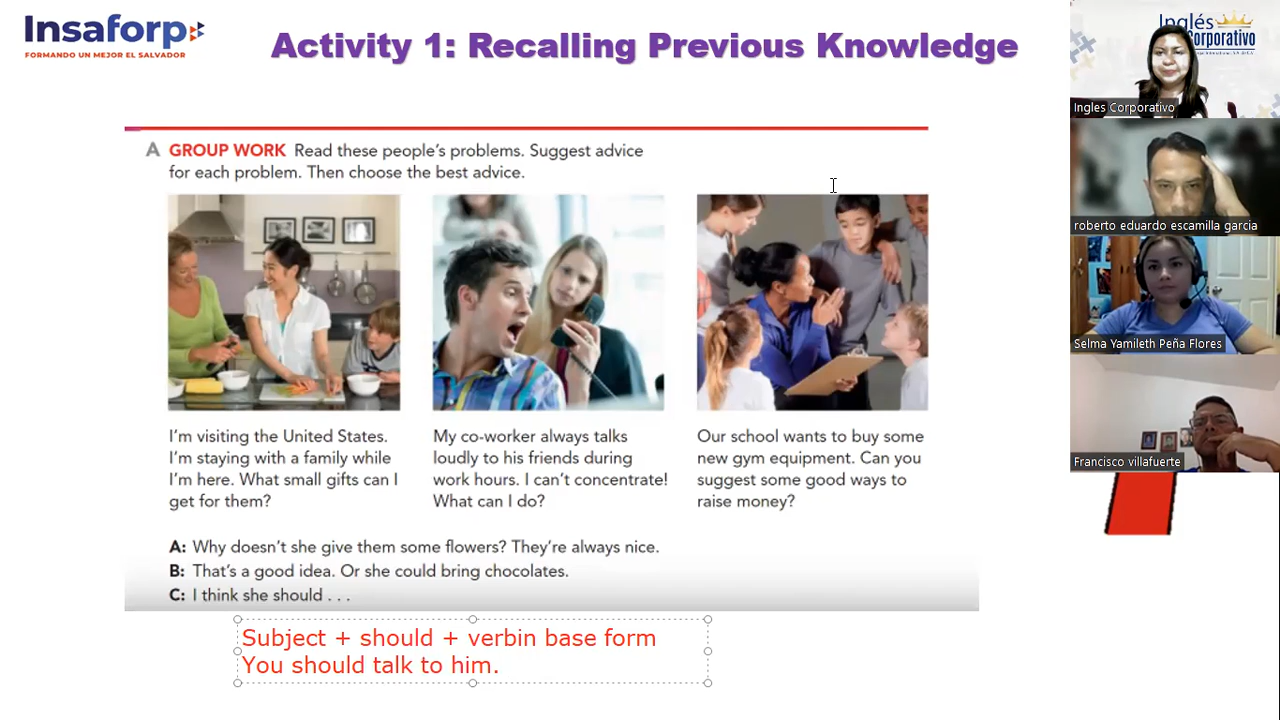 Insaforp
FORMANDO UN MEJOR EL SALVADOR
Activity 1: Recalling Previous Knowledge
A GROUP WORK Read these people's problems. Suggest advice
for each problem. Then choose the best advice.
I'm visiting the United States.
I'm staying with a family while
I'm here. What small gifts can I
get for them?
My co-worker always talks
loudly to his friends during
work hours. I can't concentrate!
What can I do?
Our school wants to buy some
new gym equipment. Can you
suggest some good ways to
raise money?
A: Why doesn't she give them some flowers? They're always nice.
B: That's a good idea. Or she could bring chocolates.
C: I think she should . . .
Subject + should + verbin base form
You should talk to him.
Inglés
Corporativo
Ingles Corporativo
roberto eduardo escamilla garcia
Selma Yamileth Peña Flores
Francisco villafuerte